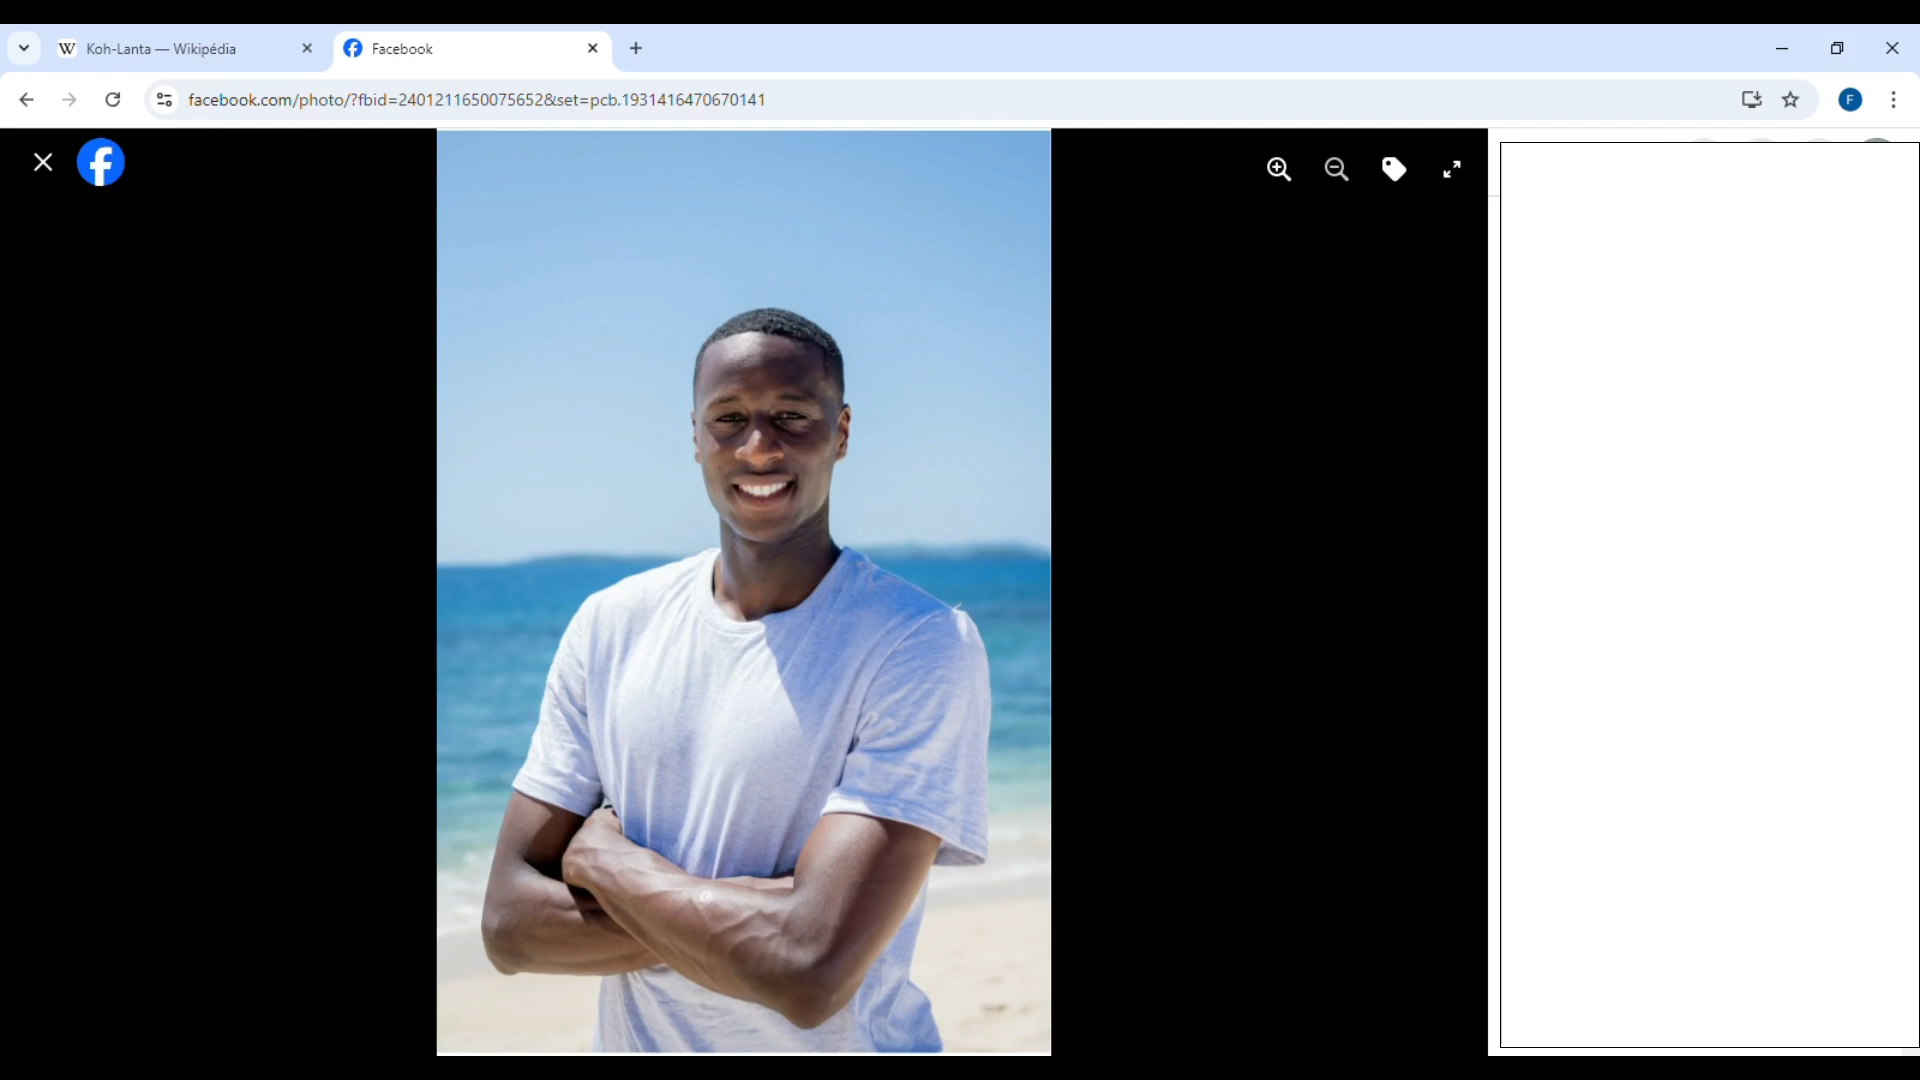 Koh-Lanta — Wikipédia
Facebook
facebook.com/photo/?fbid=2401211650075652&set=pcb.1931416470670141
F